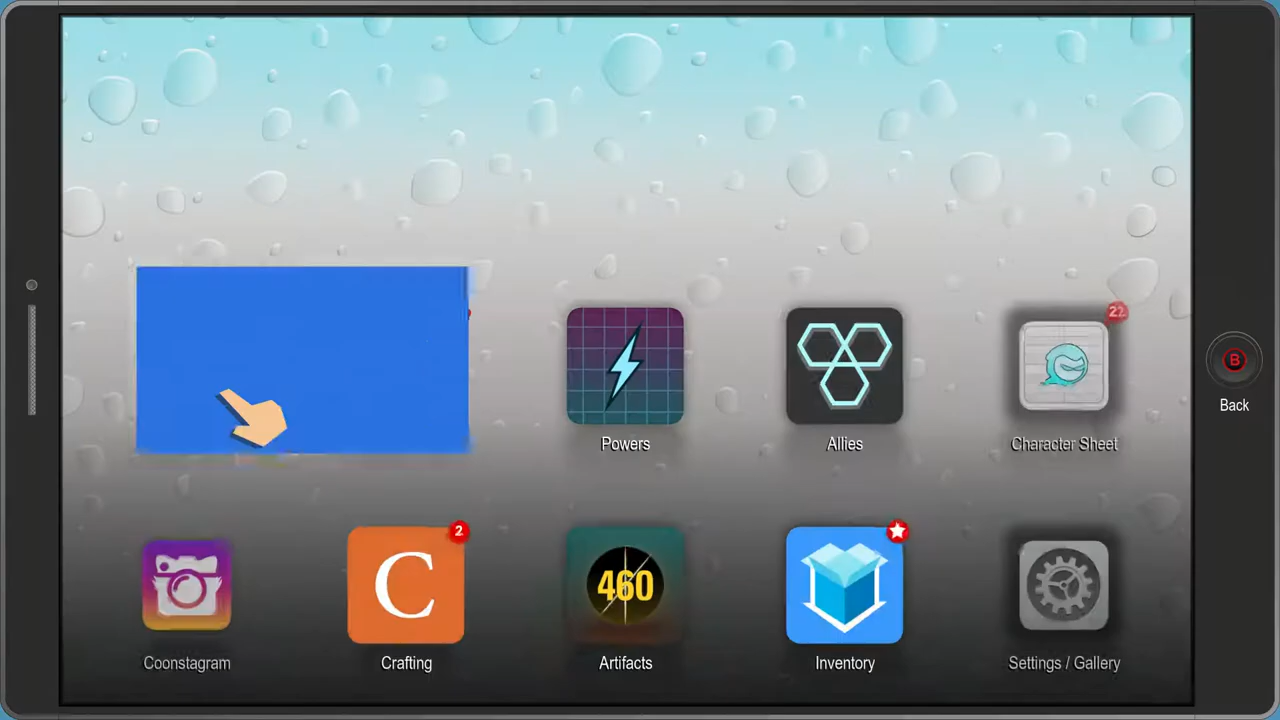 22
B
Back
Powers
Allies
Character Sheet
2
C
460
Coonstagram
Crafting
Artifacts
Inventory
Settings / Gallery